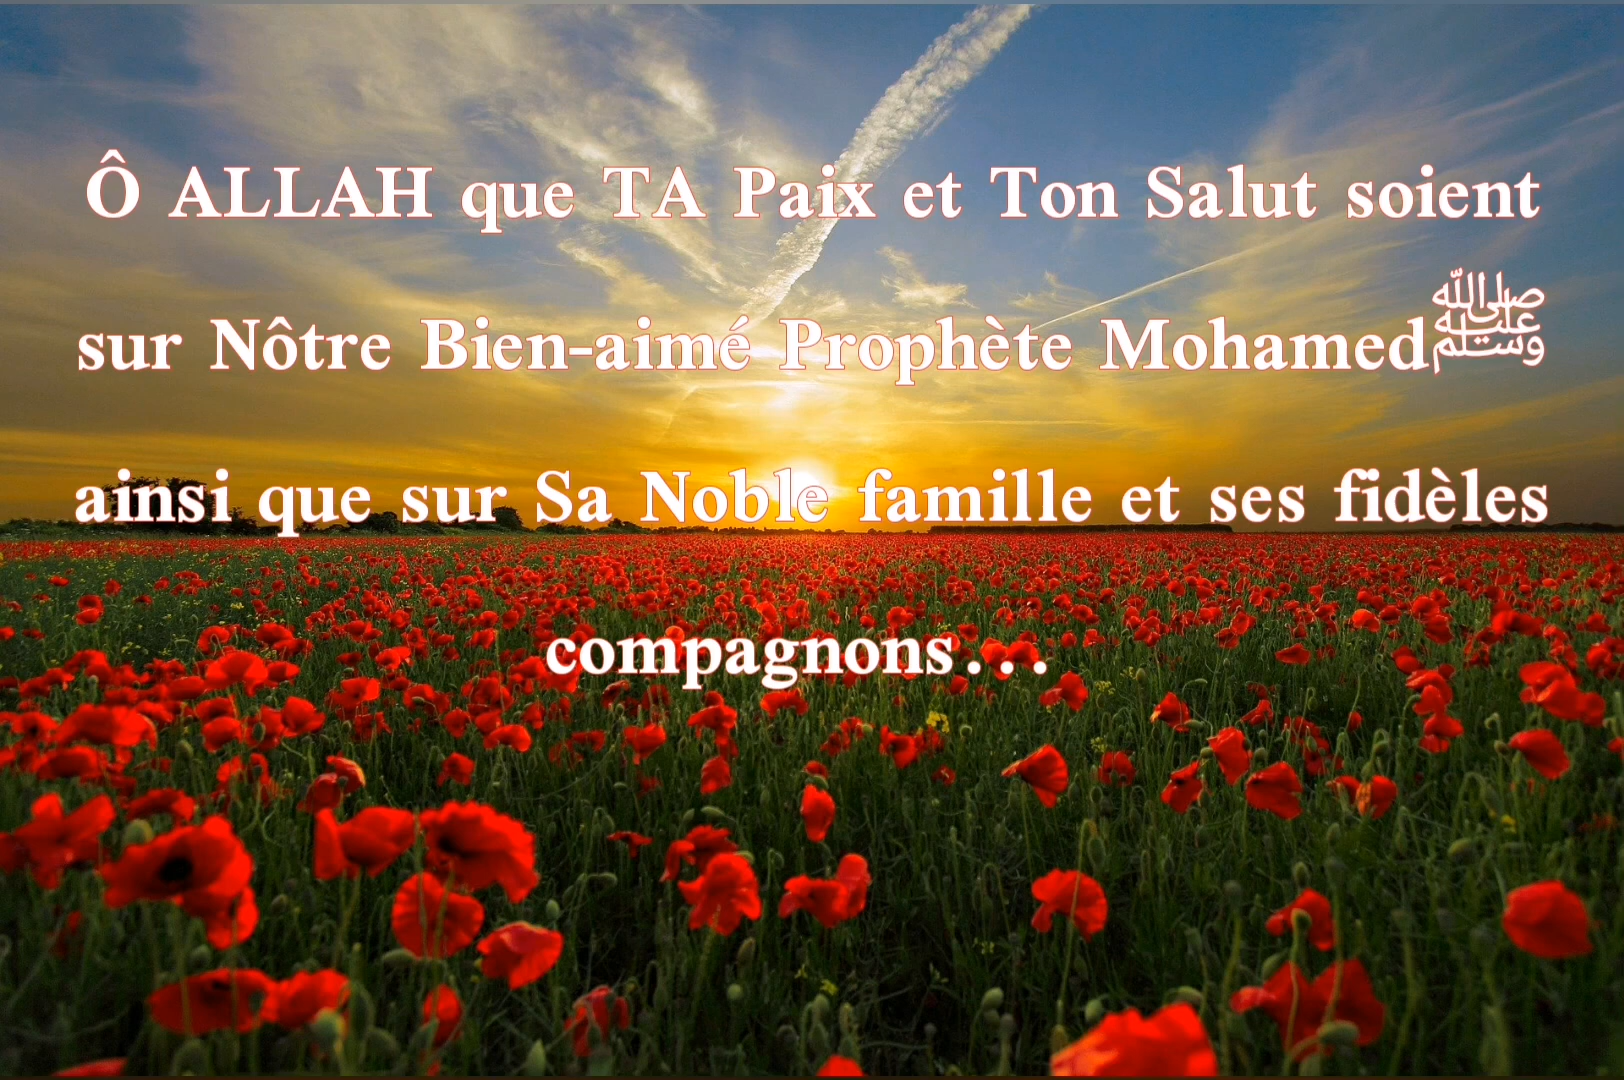 Ô ALLAH que TA Paix et Ton Salut soient
sur Nôtre Bien-aimé Prophète Mohamedﷺ
ainsi que sur Sa Noble famille et ses fidèles
compagnons...